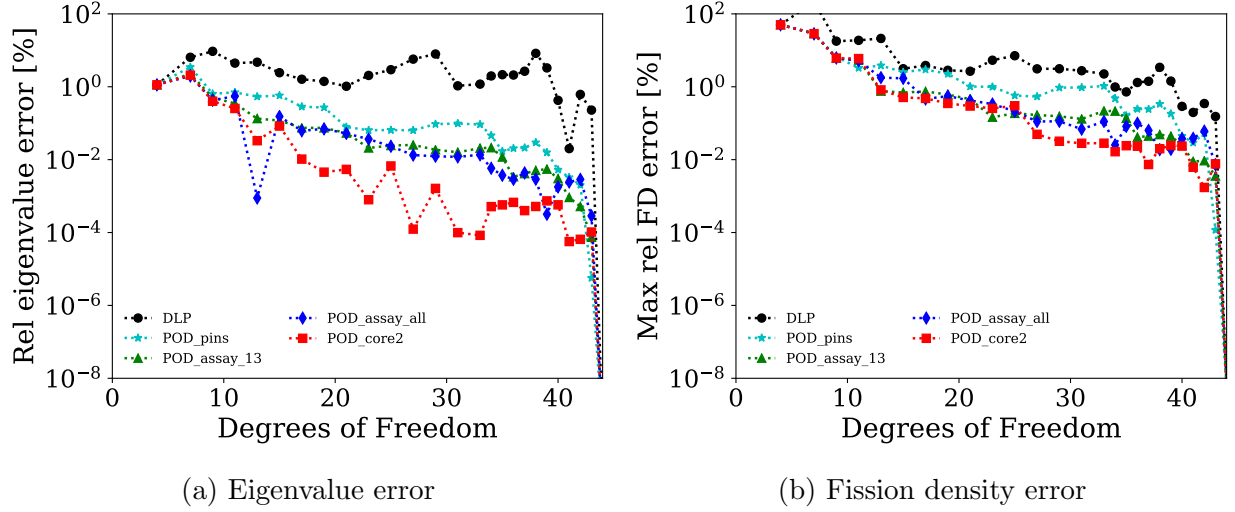 Rel eigenvalue error [%]
10^2
10^0
10^−2
10^−4
10^−6
10^−8
DLP
POD_pins
POD_assay_13
POD_assay_all
POD_core2
0 10 20 30 40
Degrees of Freedom
(a) Eigenvalue error
Max rel FD error [%]
10^2
10^0
10^−2
10^−4
10^−6
10^−8
DLP
POD_pins
POD_assay_13
POD_assay_all
POD_core2
0 10 20 30 40
Degrees of Freedom
(b) Fission density error